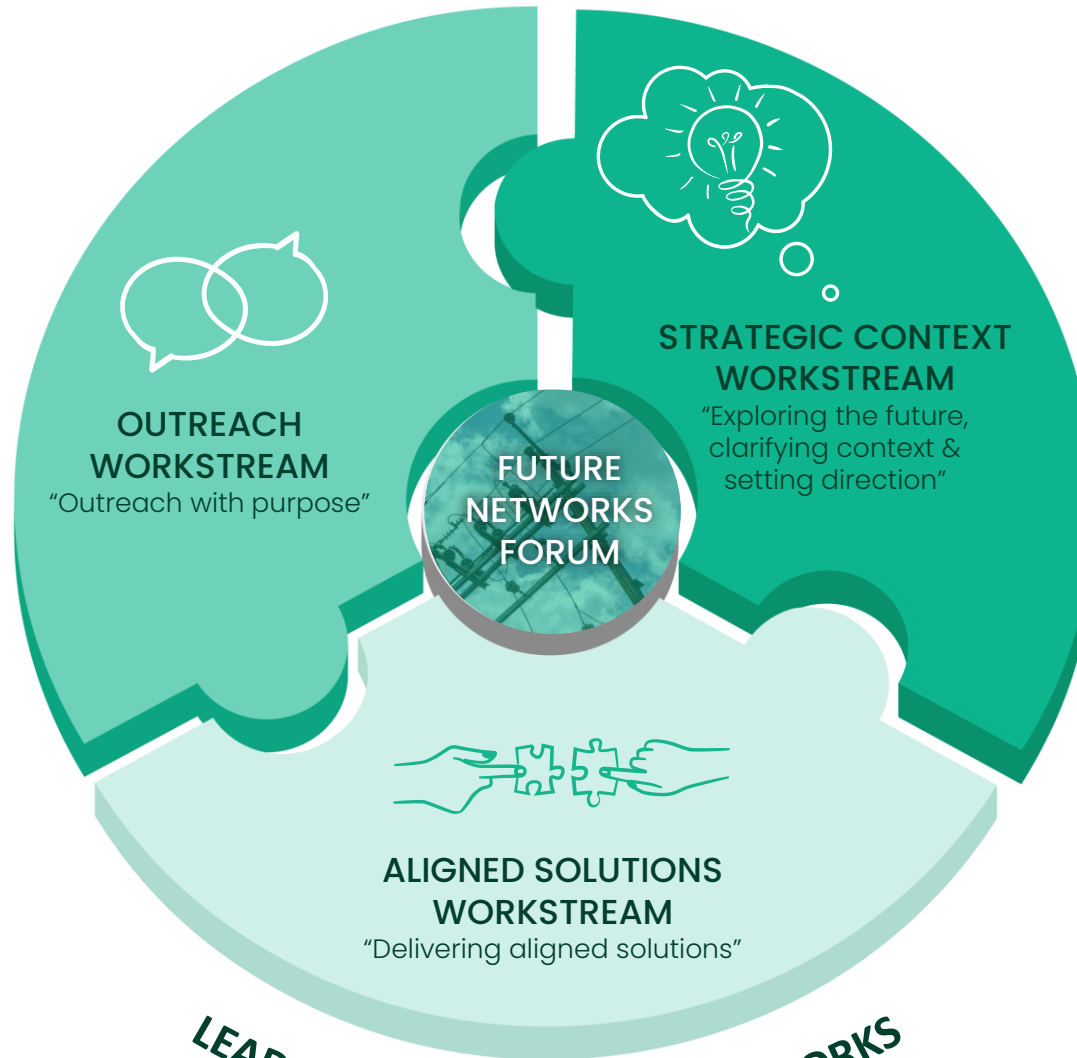 OUTREACH
WORKSTREAM
“Outreach with purpose”
STRATEGIC CONTEXT
WORKSTREAM
“Exploring the future,
clarifying context &
setting direction”
FUTURE
NETWORKS
FORUM
ALIGNED SOLUTIONS
WORKSTREAM
“Delivering aligned solutions”